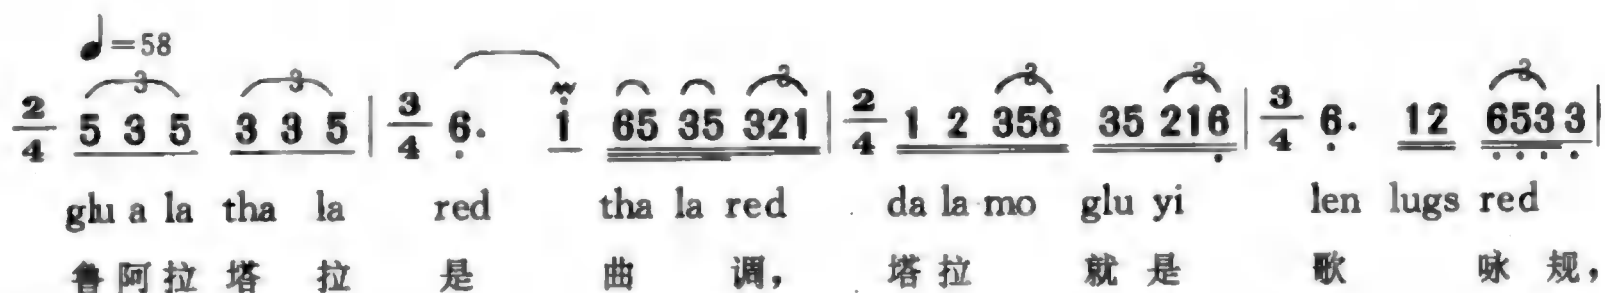 ♩=58
2/4 5 3 5 3 3 5 | 3/4 6. i 65 35 321 | 2/4 1 2 356 35 216 | 3/4 6. 12 6533 |
glu a la tha la red tha la red da la mo glu yi len lugs red
鲁阿拉 塔 拉 是 曲 调， 塔拉 就是 歌 咏规，